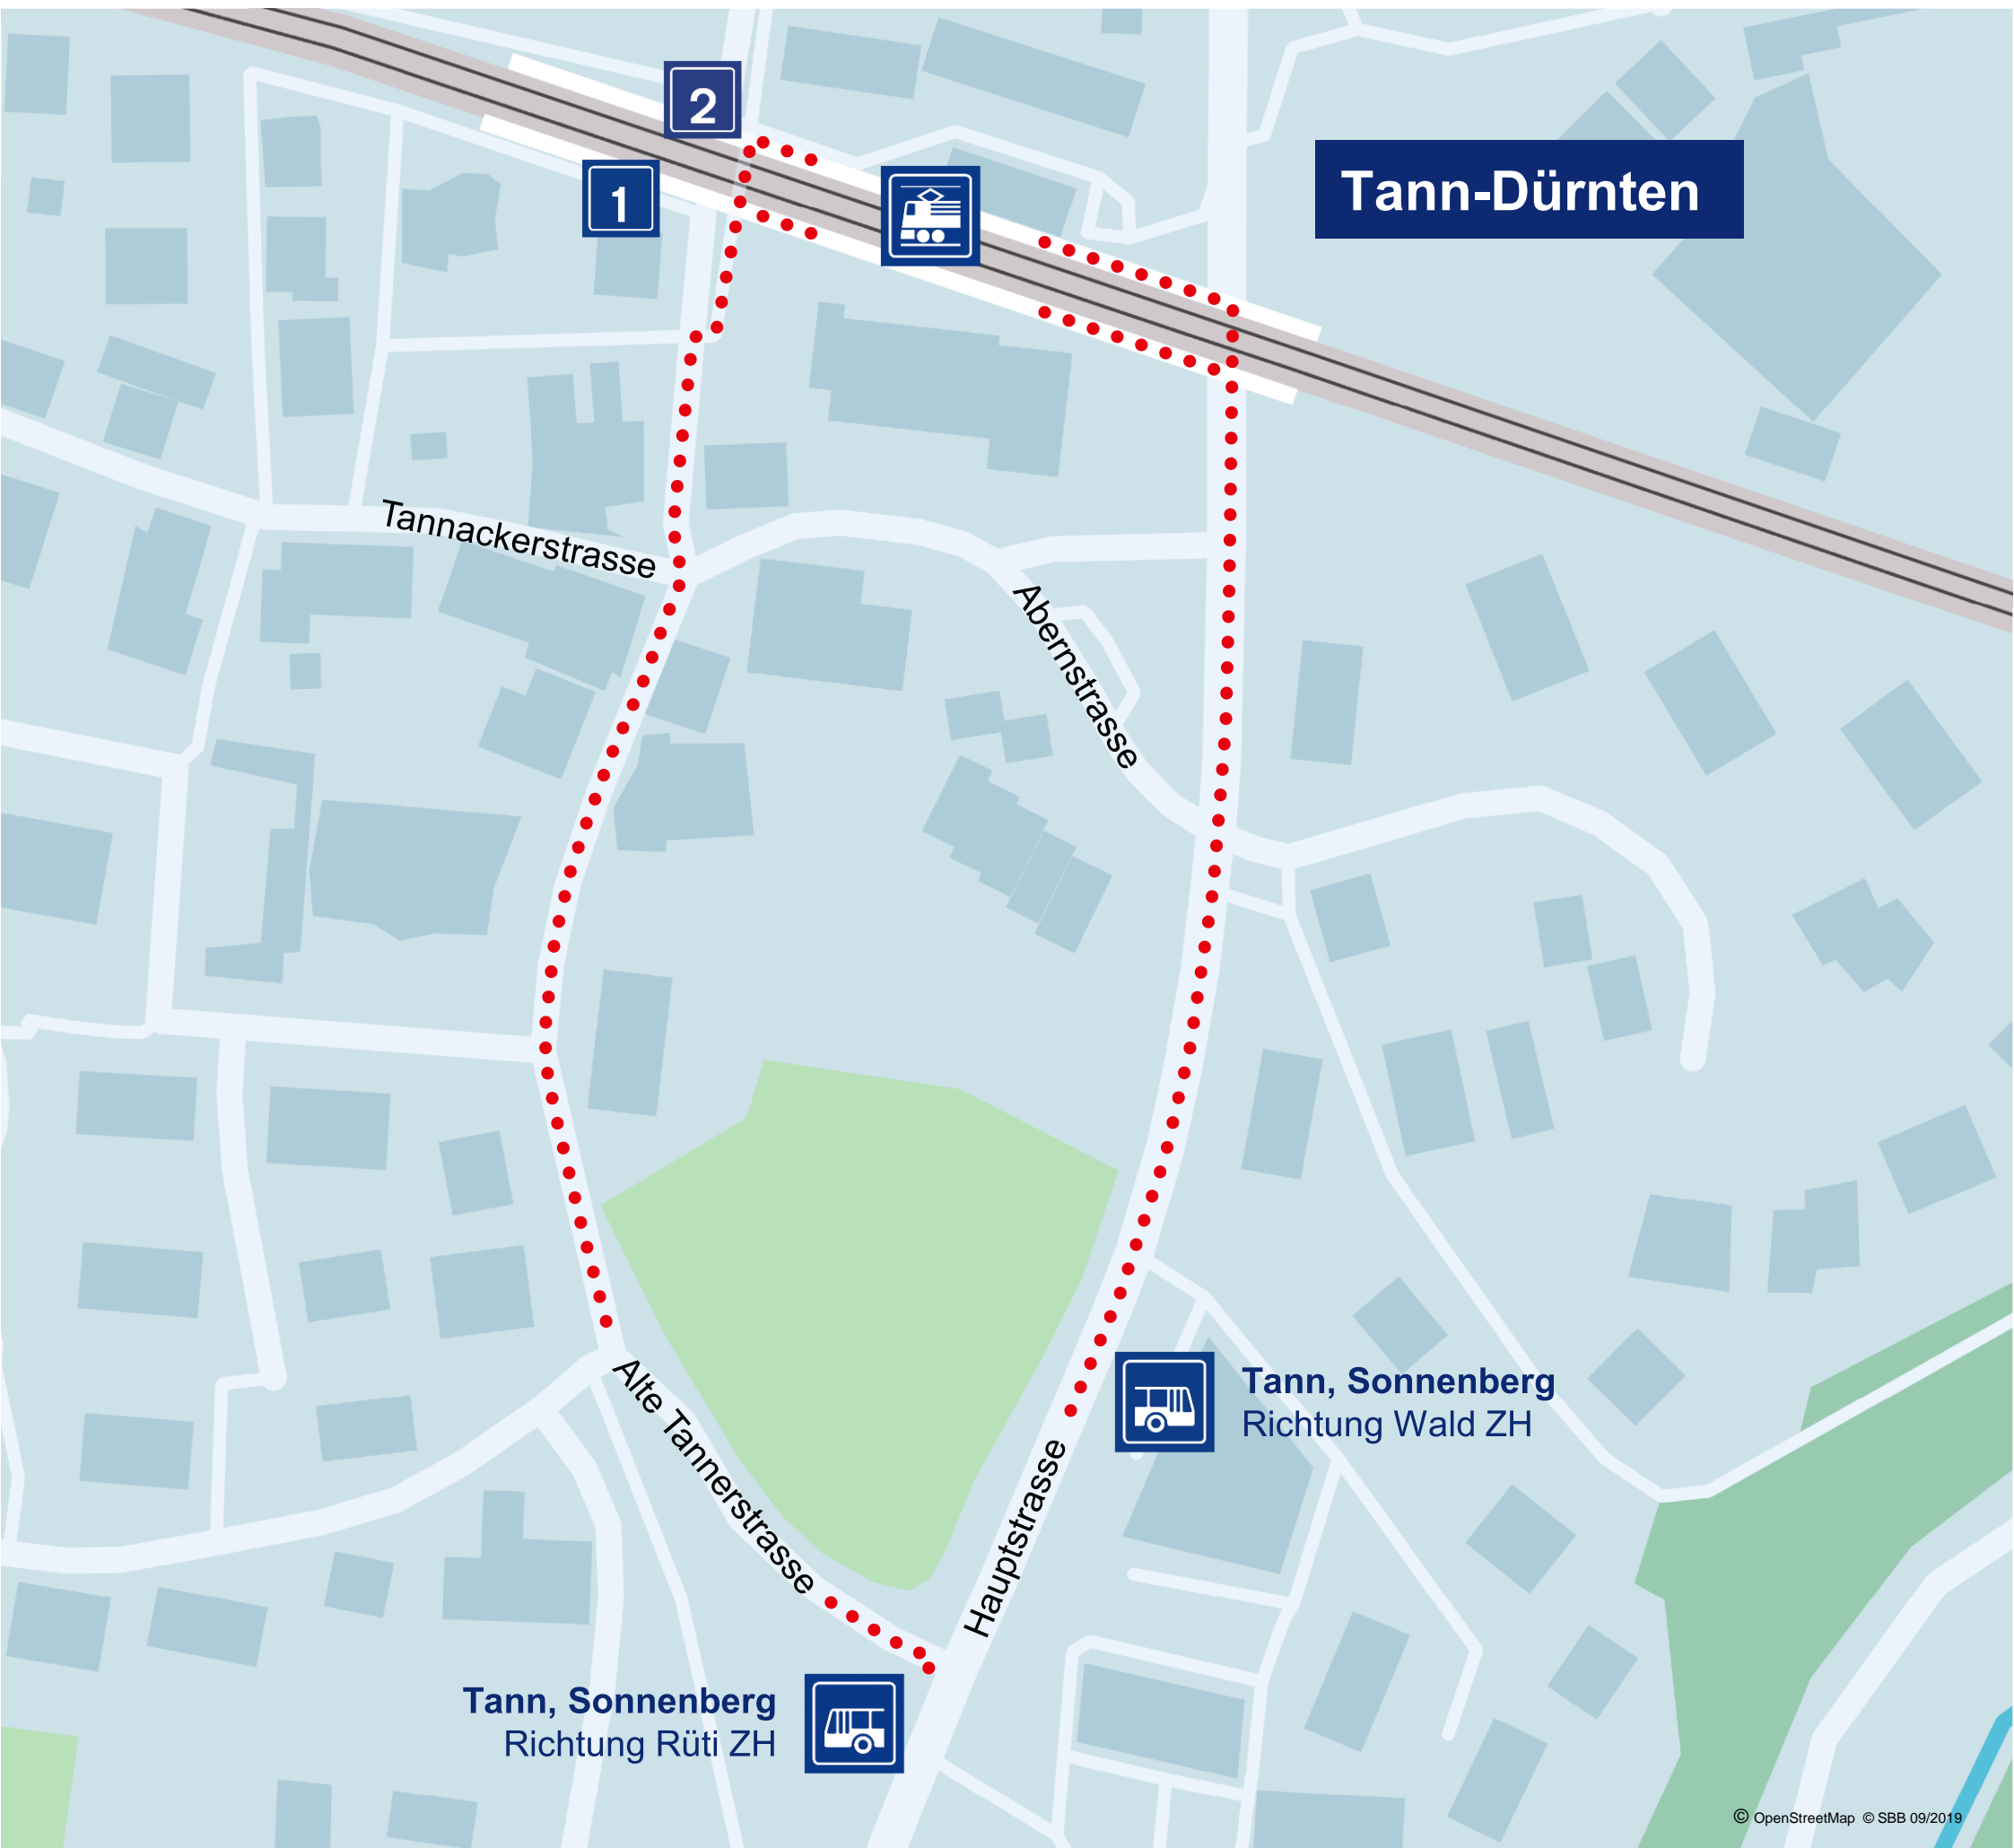 2
1
Tann-Dürnten
Tannackerstrasse
Abernstrasse
Alte Tannerstrasse
Hauptstrasse
Tann, Sonnenberg
Richtung Wald ZH
Tann, Sonnenberg
Richtung Rüti ZH
© OpenStreetMap © SBB 09/2019